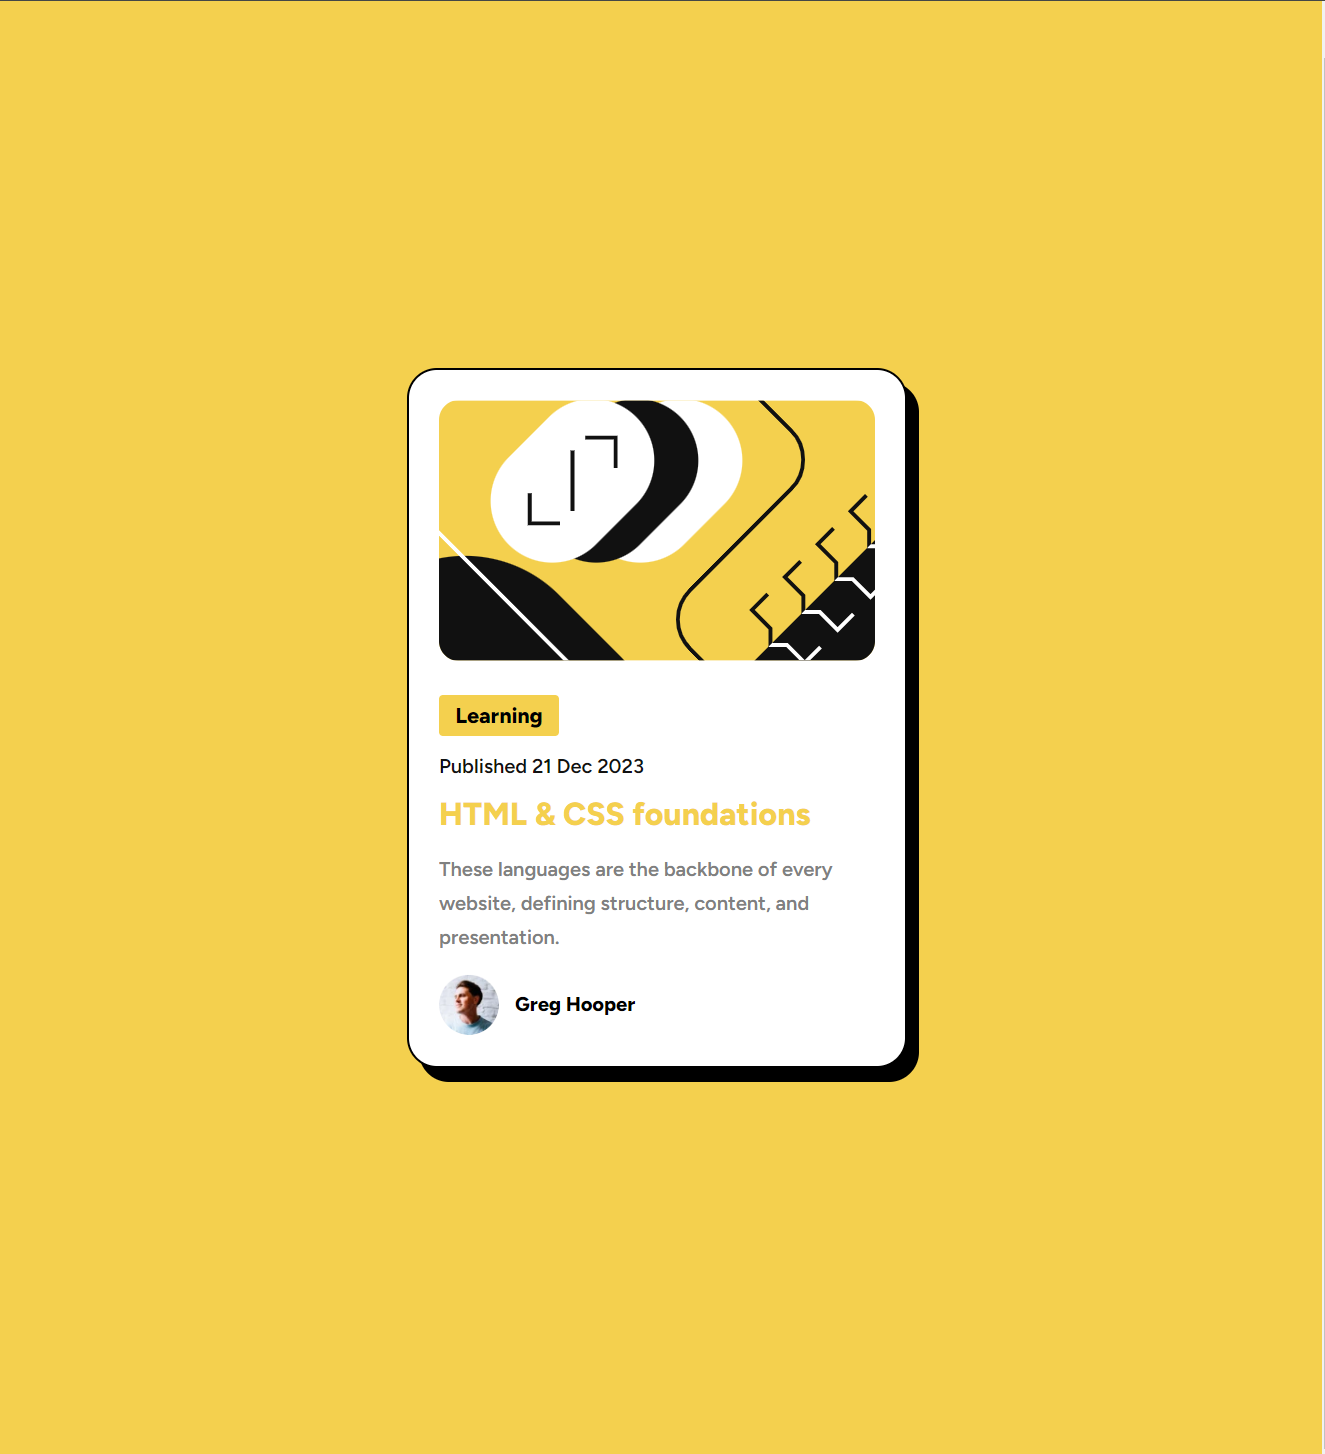 Learning
Published 21 Dec 2023
HTML & CSS foundations
These languages are the backbone of every
website, defining structure, content, and
presentation.
Greg Hooper